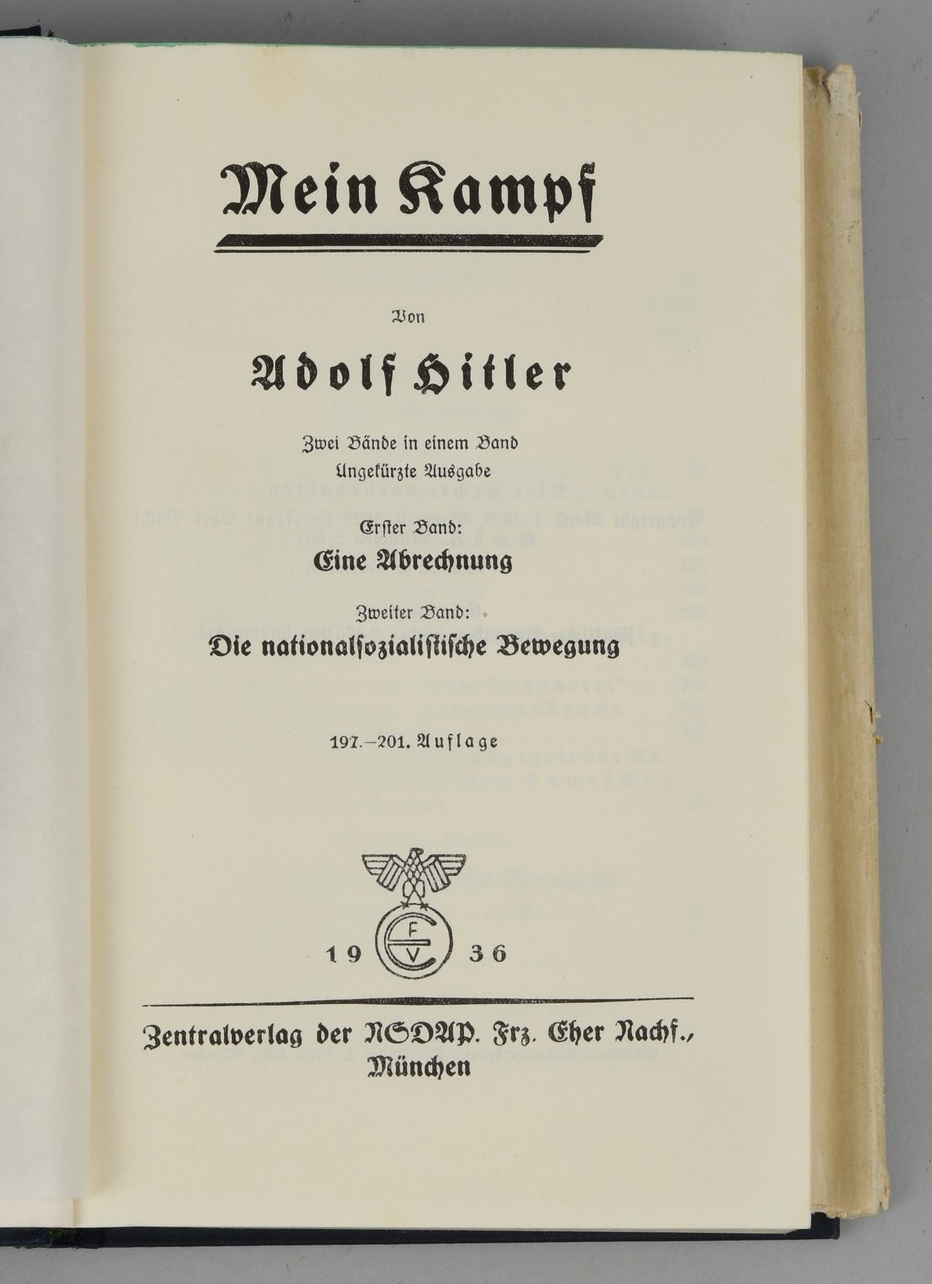 Mein Kampf
Von
Adolf Hitler
Zwei Bände in einem Band
Ungekürzte Ausgabe
Erster Band:
Eine Abrechnung
Zweiter Band:
Die nationalsozialistische Bewegung
197.–201. Auflage
F
E
V
19 36
Zentralverlag der NSDAP. Frz. Eher Nachf.,
München